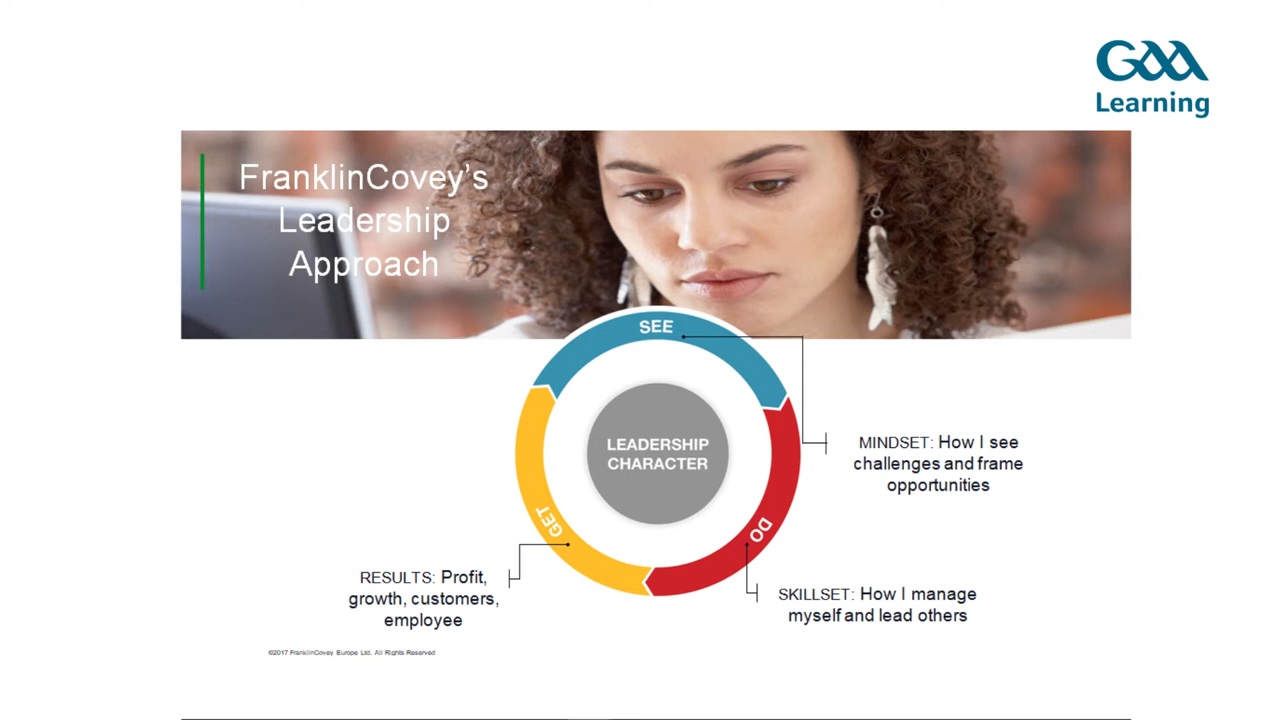 GAA
Learning
FranklinCovey's
Leadership
Approach
SEE
LEADERSHIP
CHARACTER
MINDSET: How I see
challenges and frame
opportunities
GET
DO
RESULTS: Profit,
growth, customers,
employee
SKILLSET: How I manage
myself and lead others
©2017 FranklinCovey Europe Ltd. All Rights Reserved